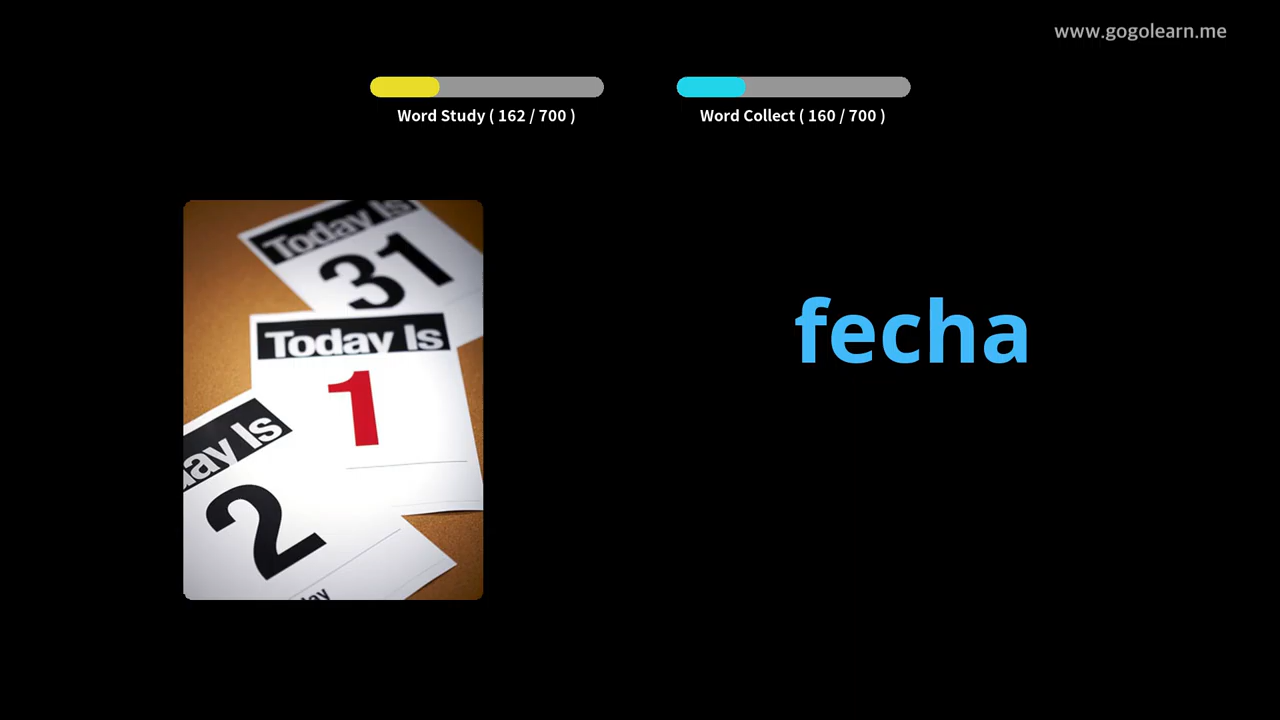 www.gogolearn.me
Word Study ( 162 / 700 )
Word Collect ( 160 / 700 )
Today Is
31
Today Is
1
ay Is
2
fecha